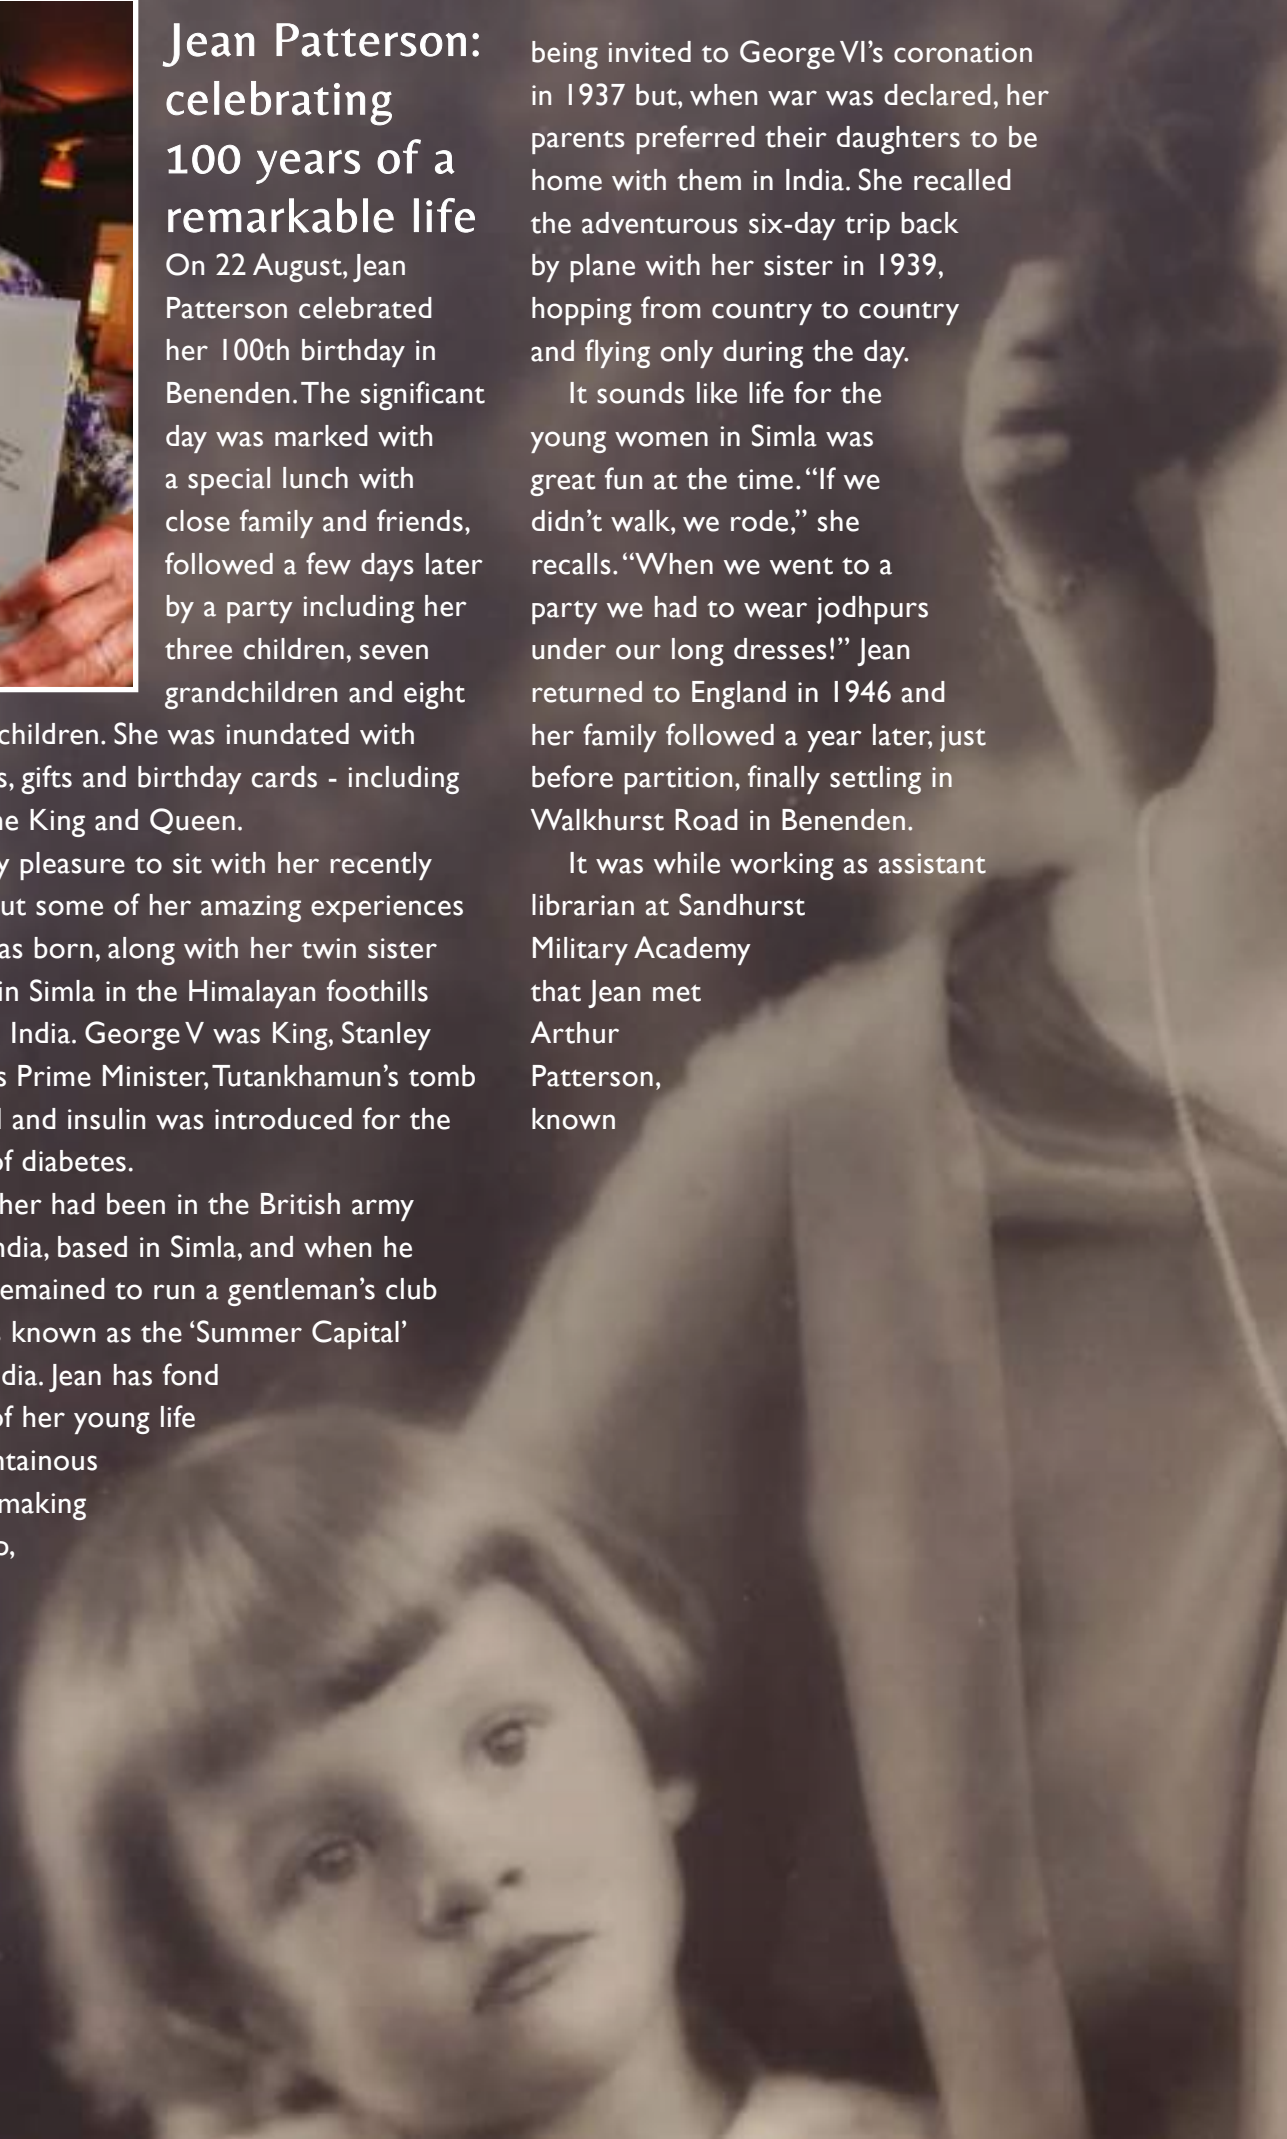 Jean Patterson:
celebrating
100 years of a
remarkable life
On 22 August, Jean
Patterson celebrated
her 100th birthday in
Benenden. The significant
day was marked with
a special lunch with
close family and friends,
followed a few days later
by a party including her
three children, seven
grandchildren and eight
children. She was inundated with
gifts and birthday cards - including
King and Queen.
pleasure to sit with her recently
some of her amazing experiences
born, along with her twin sister
in Simla in the Himalayan foothills
India. George V was King, Stanley
Prime Minister, Tutankhamun's tomb
and insulin was introduced for the
of diabetes.
had been in the British army
based in Simla, and when he
remained to run a gentleman's club
known as the ‘Summer Capital’
Jean has fond
of her young life
making
being invited to George VI’s coronation
in 1937 but, when war was declared, her
parents preferred their daughters to be
home with them in India. She recalled
the adventurous six-day trip back
by plane with her sister in 1939,
hopping from country to country
and flying only during the day.
It sounds like life for the
young women in Simla was
great fun at the time. “If we
didn’t walk, we rode,” she
recalls. “When we went to a
party we had to wear jodhpurs
under our long dresses!” Jean
returned to England in 1946 and
her family followed a year later, just
before partition, finally settling in
Walkhurst Road in Benenden.
It was while working as assistant
librarian at Sandhurst
Military Academy
that Jean met
Arthur
Patterson,
known